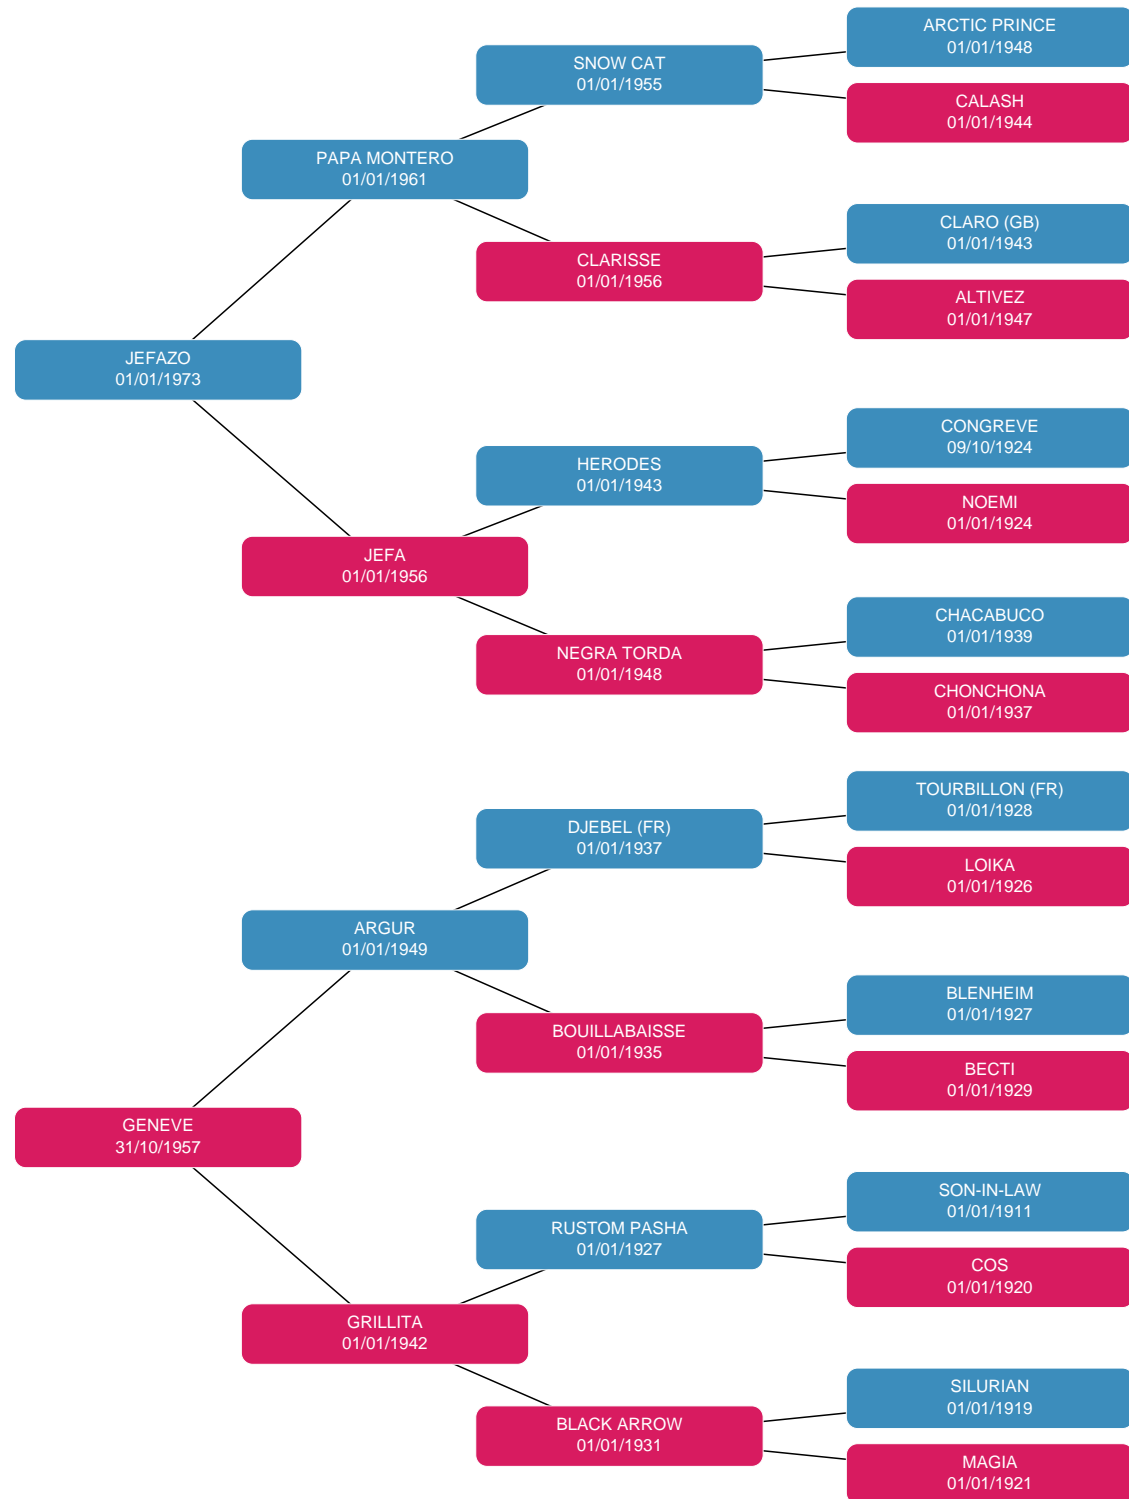 ARCTIC PRINCE
01/01/1948
SNOW CAT
01/01/1955
CALASH
01/01/1944
PAPA MONTERO
01/01/1961
CLARO (GB)
01/01/1943
CLARISSE
01/01/1956
ALTIVEZ
01/01/1947
JEFAZO
01/01/1973
CONGREVE
09/10/1924
HERODES
01/01/1943
NOEMI
01/01/1924
JEFA
01/01/1956
CHACABUCO
01/01/1939
NEGRA TORDA
01/01/1948
CHONCHONA
01/01/1937
TOURBILLON (FR)
01/01/1928
DJEBEL (FR)
01/01/1937
LOIKA
01/01/1926
ARGUR
01/01/1949
BLENHEIM
01/01/1927
BOUILLABAISSE
01/01/1935
BECTI
01/01/1929
GENEVE
31/10/1957
SON-IN-LAW
01/01/1911
RUSTOM PASHA
01/01/1927
COS
01/01/1920
GRILLITA
01/01/1942
SILURIAN
01/01/1919
BLACK ARROW
01/01/1931
MAGIA
01/01/1921